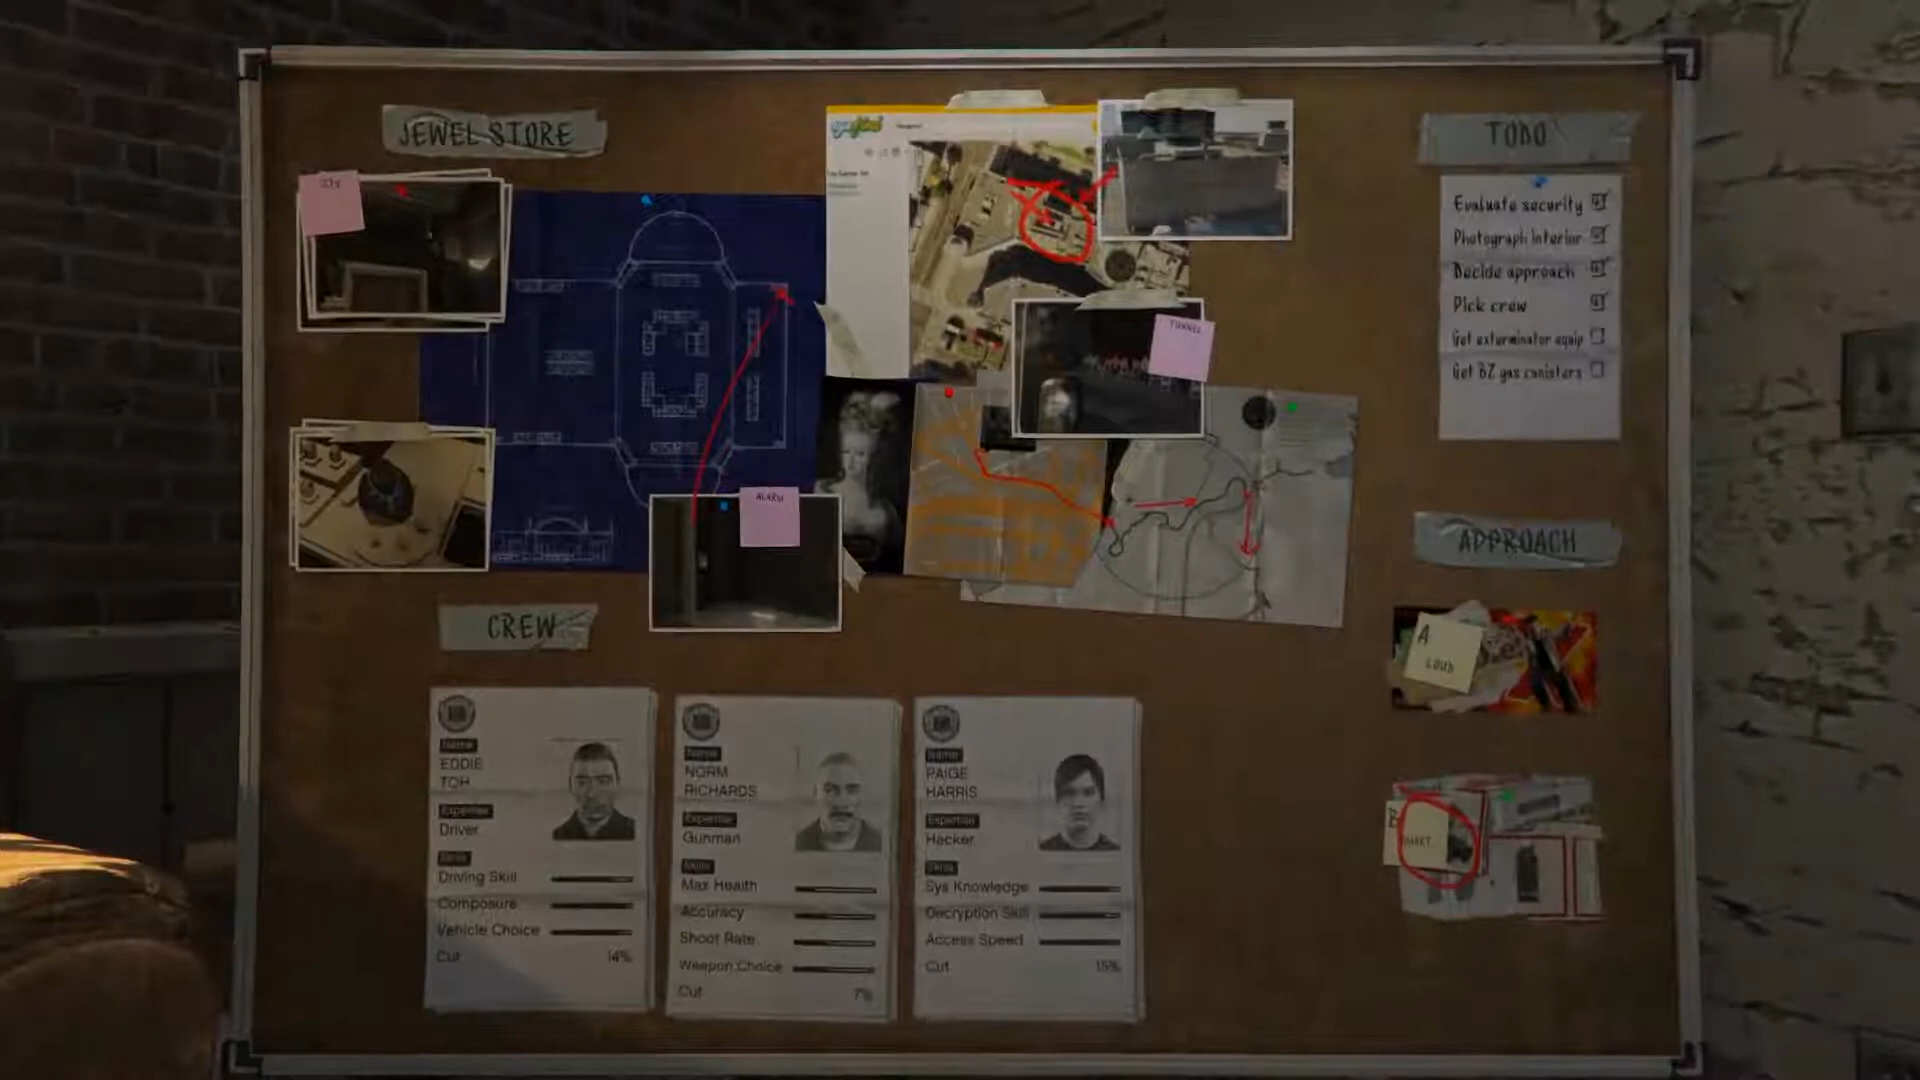 JEWEL STORE
TODO
Evaluate security
Photograph Interior
Decide approach
Pick crew
Get exterminator equip
Get BZ gas canisters
TUNNEL
ALARM
APPROACH
A
LOUD
B
CREW
Name
EDDIE
TOH
Expertise
Driver
Skills
Driving Skill
Composure
Vehicle Choice
Cut 14%
Name
NORM
RICHARDS
Expertise
Gunman
Skills
Max Health
Accuracy
Shoot Rate
Weapon Choice
Cut 7%
Name
PAIGE
HARRIS
Expertise
Hacker
Skills
Sys Knowledge
Decryption Skill
Access Speed
Cut 15%